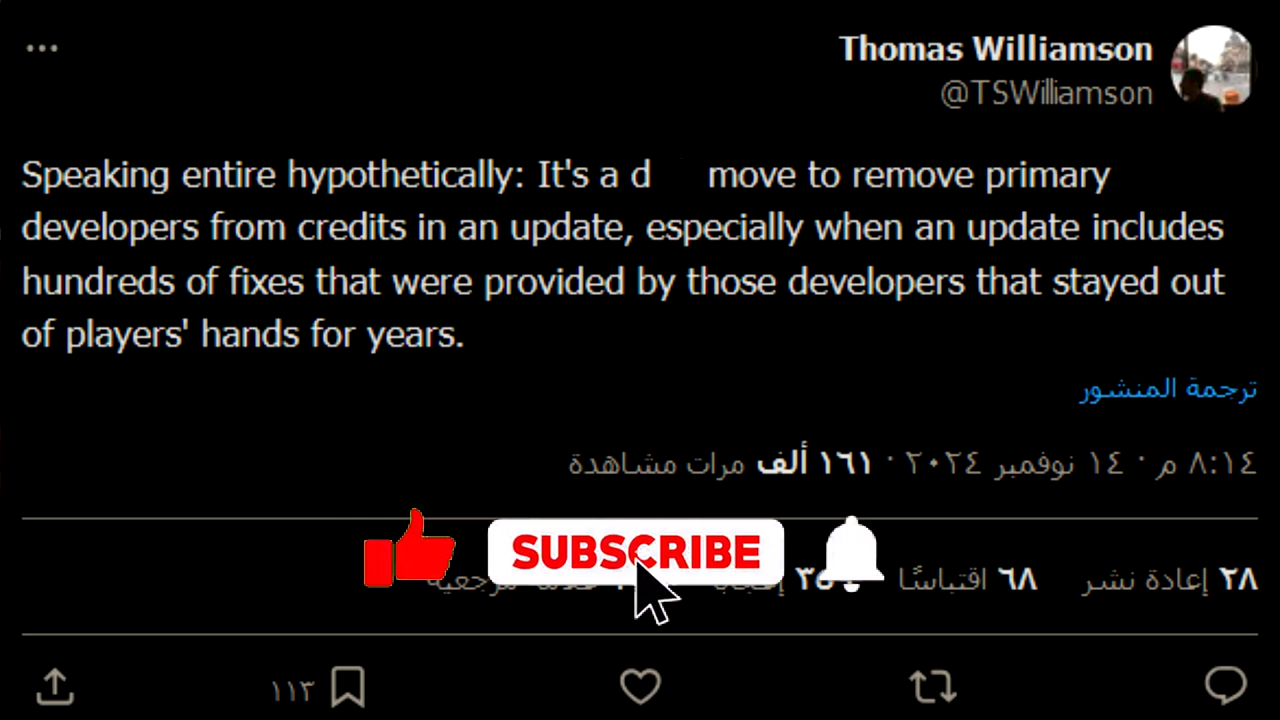 Thomas Williamson
@TSWilliamson
Speaking entire hypothetically: It's a d move to remove primary
developers from credits in an update, especially when an update includes
hundreds of fixes that were provided by those developers that stayed out
of players' hands for years.
ترجمة المنشور
٨:١٤ م · ١٤ نوفمبر ٢٠٢٤ · ١٦١ ألف مرات مشاهدة
٢٨ إعادة نشر ٦٨ اقتباسًا
SUBSCRIBE
١١٣